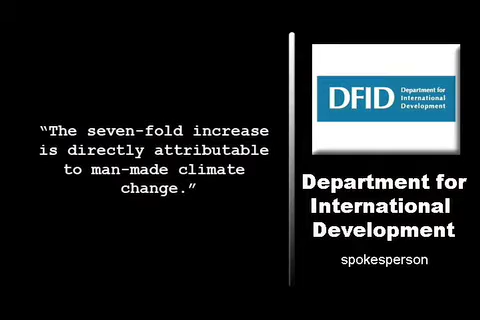 “The seven-fold increase
is directly attributable
to man-made climate
change.”
DFID
Department for
International
Development
Department for
International
Development
spokesperson